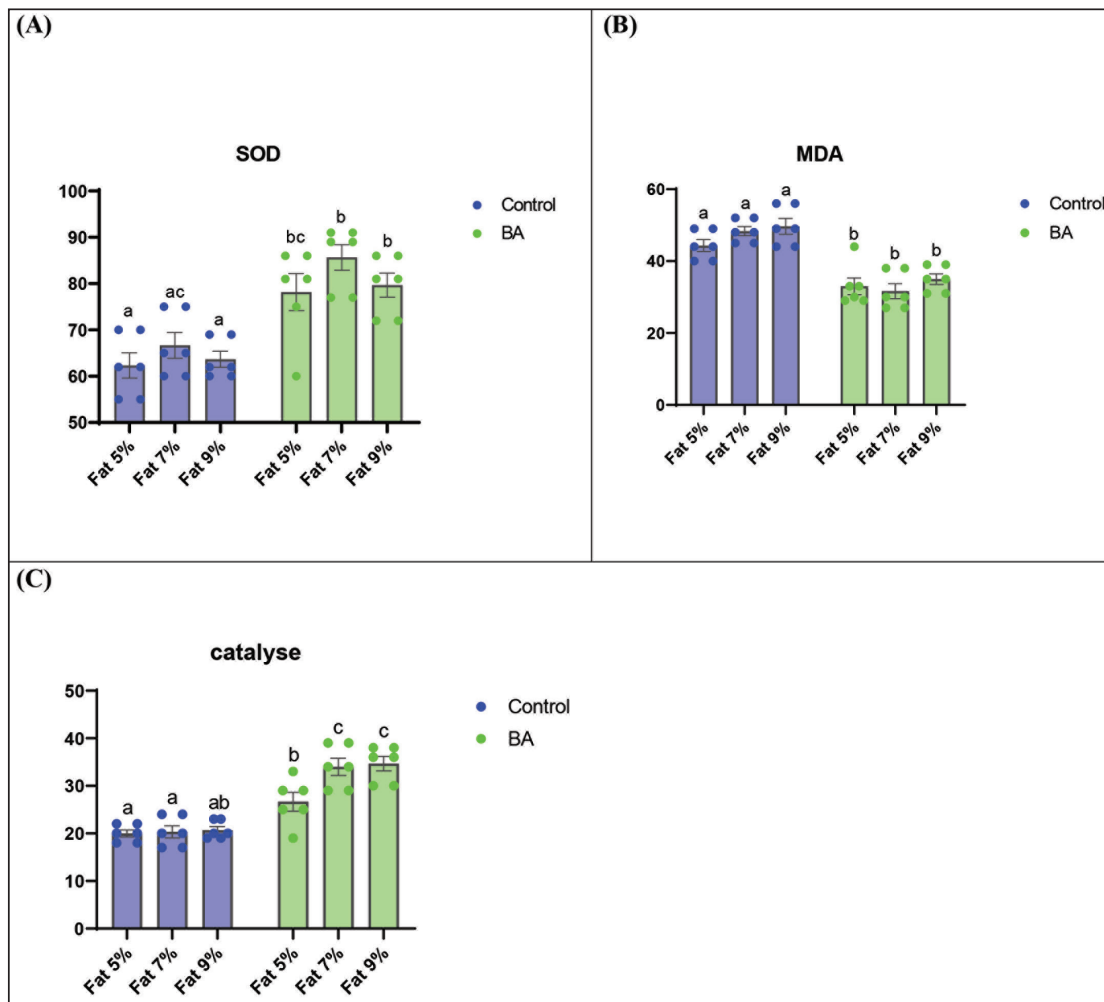 (A)
SOD
100
90
80
70
60
50
a
ac
a
bc
b
b
Fat 5%
Fat 7%
Fat 9%
Fat 5%
Fat 7%
Fat 9%
Control
BA
(B)
MDA
60
40
20
0
a
a
a
b
b
b
Fat 5%
Fat 7%
Fat 9%
Fat 5%
Fat 7%
Fat 9%
Control
BA
(C)
catalyse
50
40
30
20
10
0
a
a
ab
b
c
c
Fat 5%
Fat 7%
Fat 9%
Fat 5%
Fat 7%
Fat 9%
Control
BA